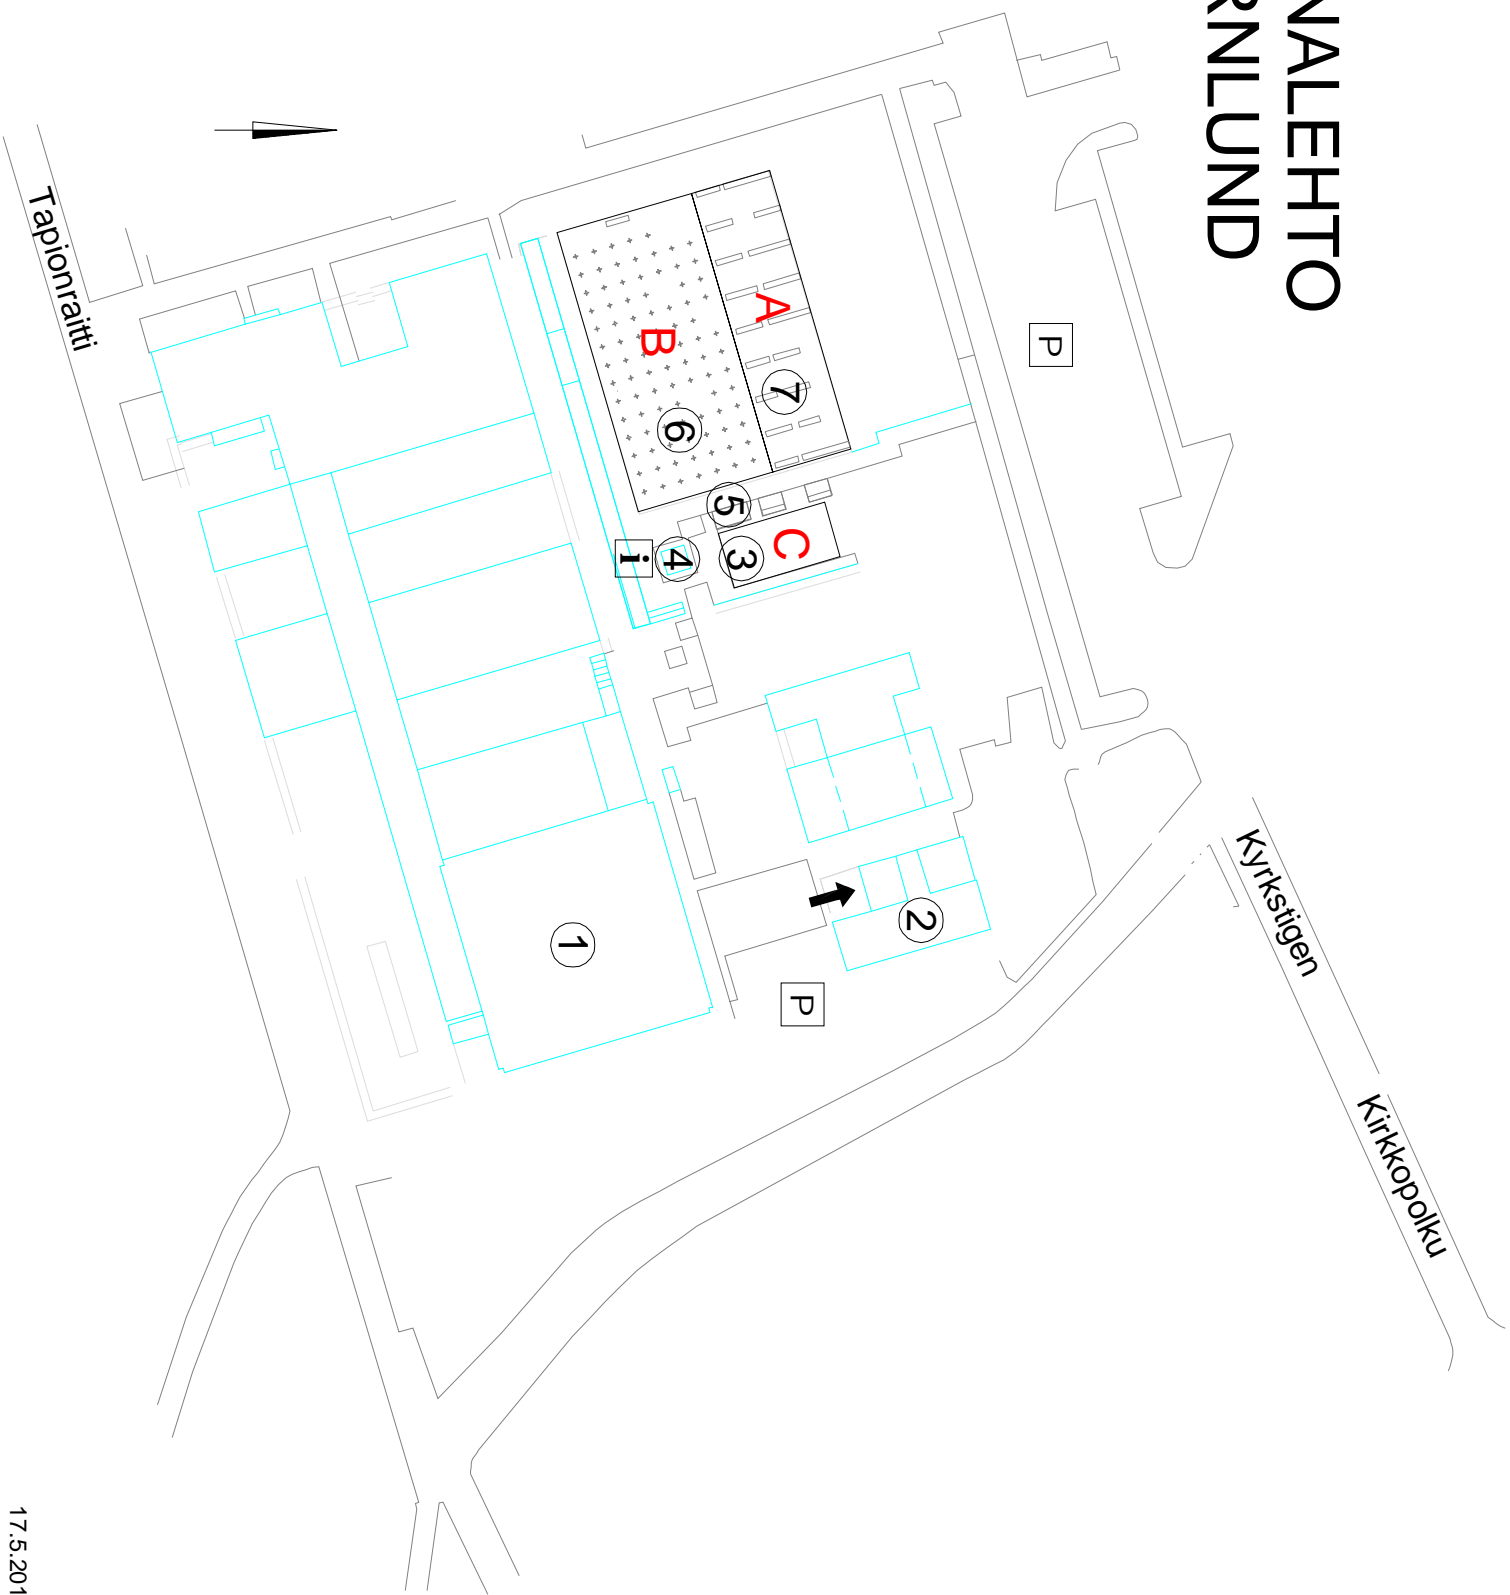 NALEHTO
RNLUND
P
Tapionraitti
A
B
7
6
5
C
3
4
i
2
1
P
Kyrkstigen
Kirkkopolku
17.5.201